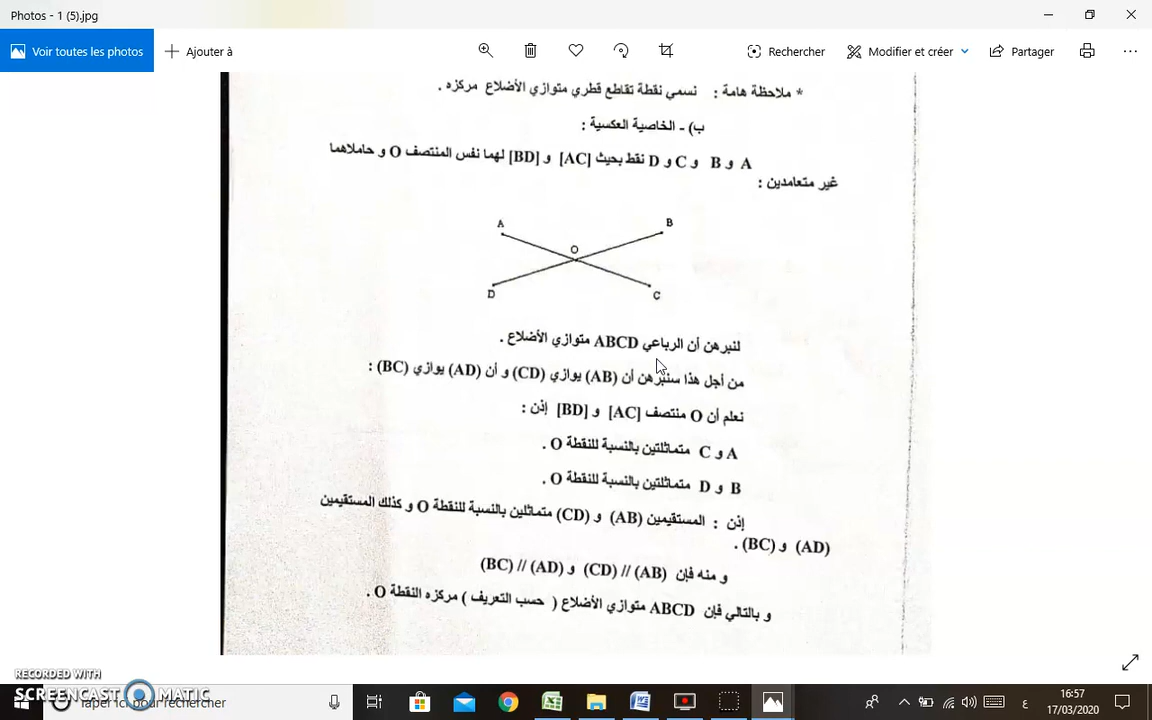 Photos - 1 (5).jpg
Voir toutes les photos
Ajouter à
Rechercher
Modifier et créer
Partager
* ملاحظة هامة : نسمي نقطة تقاطع قطري متوازي الأضلاع مركزه .
ب) - الخاصية العكسية :
A و B و C و D نقط بحيث [AC] و [BD] لهما نفس المنتصف O و حاملاهما
غير متعامدين :
A
B
O
D
C
لنبرهن أن الرباعي ABCD متوازي الأضلاع .
من أجل هذا سنبرهن أن (AB) يوازي (CD) و أن (AD) يوازي (BC) :
نعلم أن O منتصف [AC] و [BD] إذن :
A و C متماثلتين بالنسبة للنقطة O .
B و D متماثلتين بالنسبة للنقطة O .
إذن : المستقيمين (AB) و (CD) متماثلين بالنسبة للنقطة O و كذلك المستقيمين
(AD) و (BC) .
و منه فإن (AB) // (CD) و (AD) // (BC)
و بالتالي فإن ABCD متوازي الأضلاع ( حسب التعريف ) مركزه النقطة O .
RECORDED WITH
SCREENCAST MATIC
Taper ici pour rechercher
ع
16:57
17/03/2020